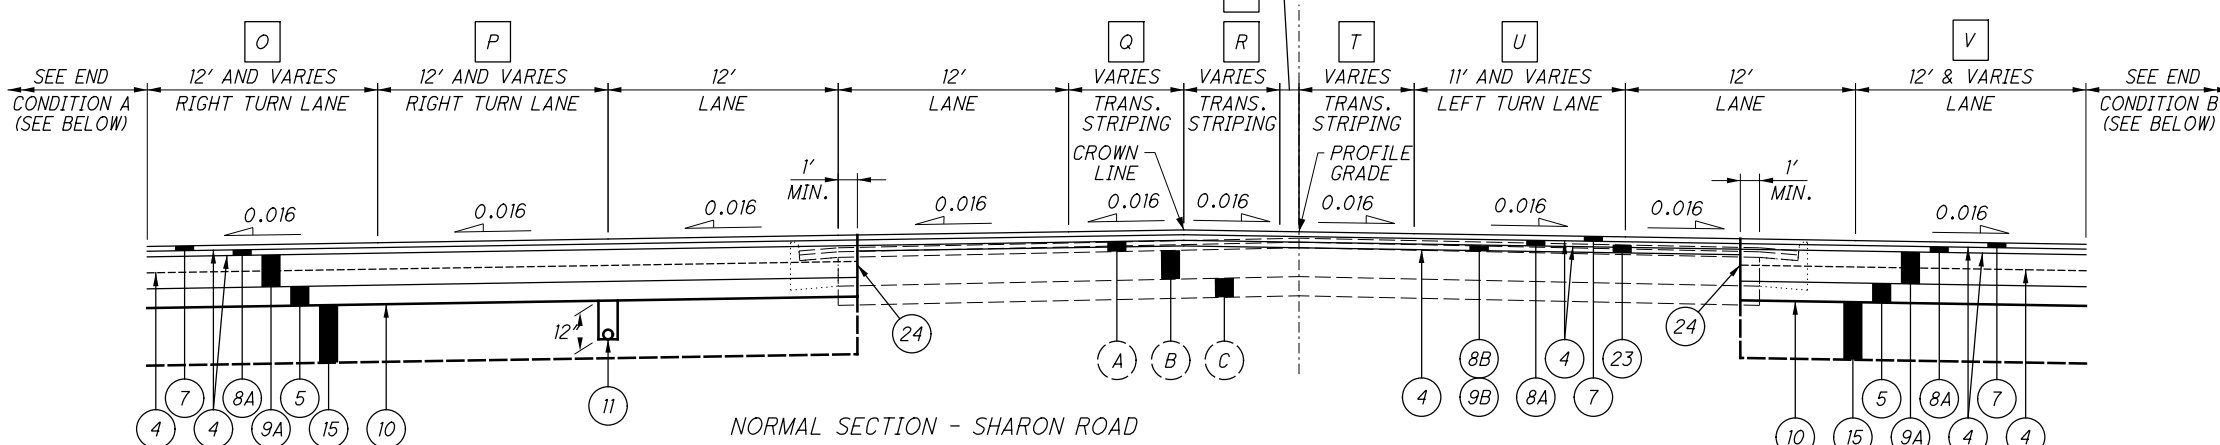 O P Q R T U V
SEE END 12' AND VARIES 12' AND VARIES 12' 12' VARIES VARIES VARIES 11' AND VARIES 12' 12' & VARIES SEE END
CONDITION A RIGHT TURN LANE RIGHT TURN LANE LANE LANE TRANS. TRANS. TRANS. LEFT TURN LANE LANE LANE CONDITION B
(SEE BELOW) STRIPING STRIPING STRIPING (SEE BELOW)
CROWN PROFILE
LINE GRADE
1' 1'
MIN. MIN.
0.016 0.016 0.016 0.016 0.016 0.016 0.016 0.016 0.016 0.016
12"
24 24
A B C 8B 4 23
7 8A 5 11 4 9B 8A 7 5 8A 7
4 4 9A 15 10 10 15 9A 4 4
NORMAL SECTION - SHARON ROAD